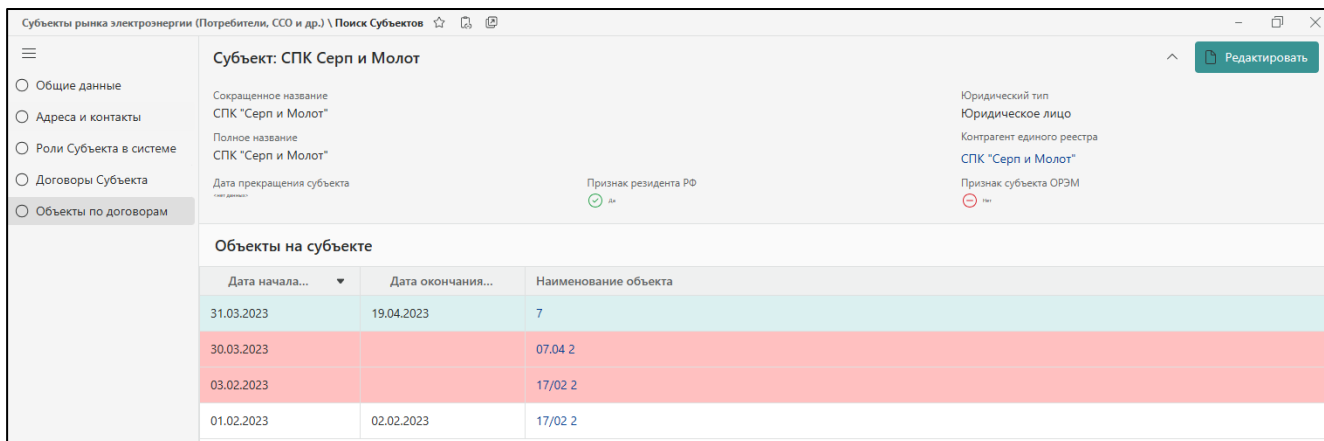 Субъекты рынка электроэнергии (Потребители, ССО и др.) \ Поиск Субъектов
Субъект: СПК Серп и Молот
Редактировать
Общие данные
Адреса и контакты
Роли Субъекта в системе
Договоры Субъекта
Объекты по договорам
Сокращенное название
СПК "Серп и Молот"
Юридический тип
Юридическое лицо
Полное название
СПК "Серп и Молот"
Контрагент единого реестра
СПК "Серп и Молот"
Дата прекращения субъекта
<нет данных>
Признак резидента РФ
Да
Признак субъекта ОРЭМ
Нет
Объекты на субъекте
Дата начала... Дата окончания... Наименование объекта
31.03.2023 19.04.2023 7
30.03.2023 07.04 2
03.02.2023 17/02 2
01.02.2023 02.02.2023 17/02 2